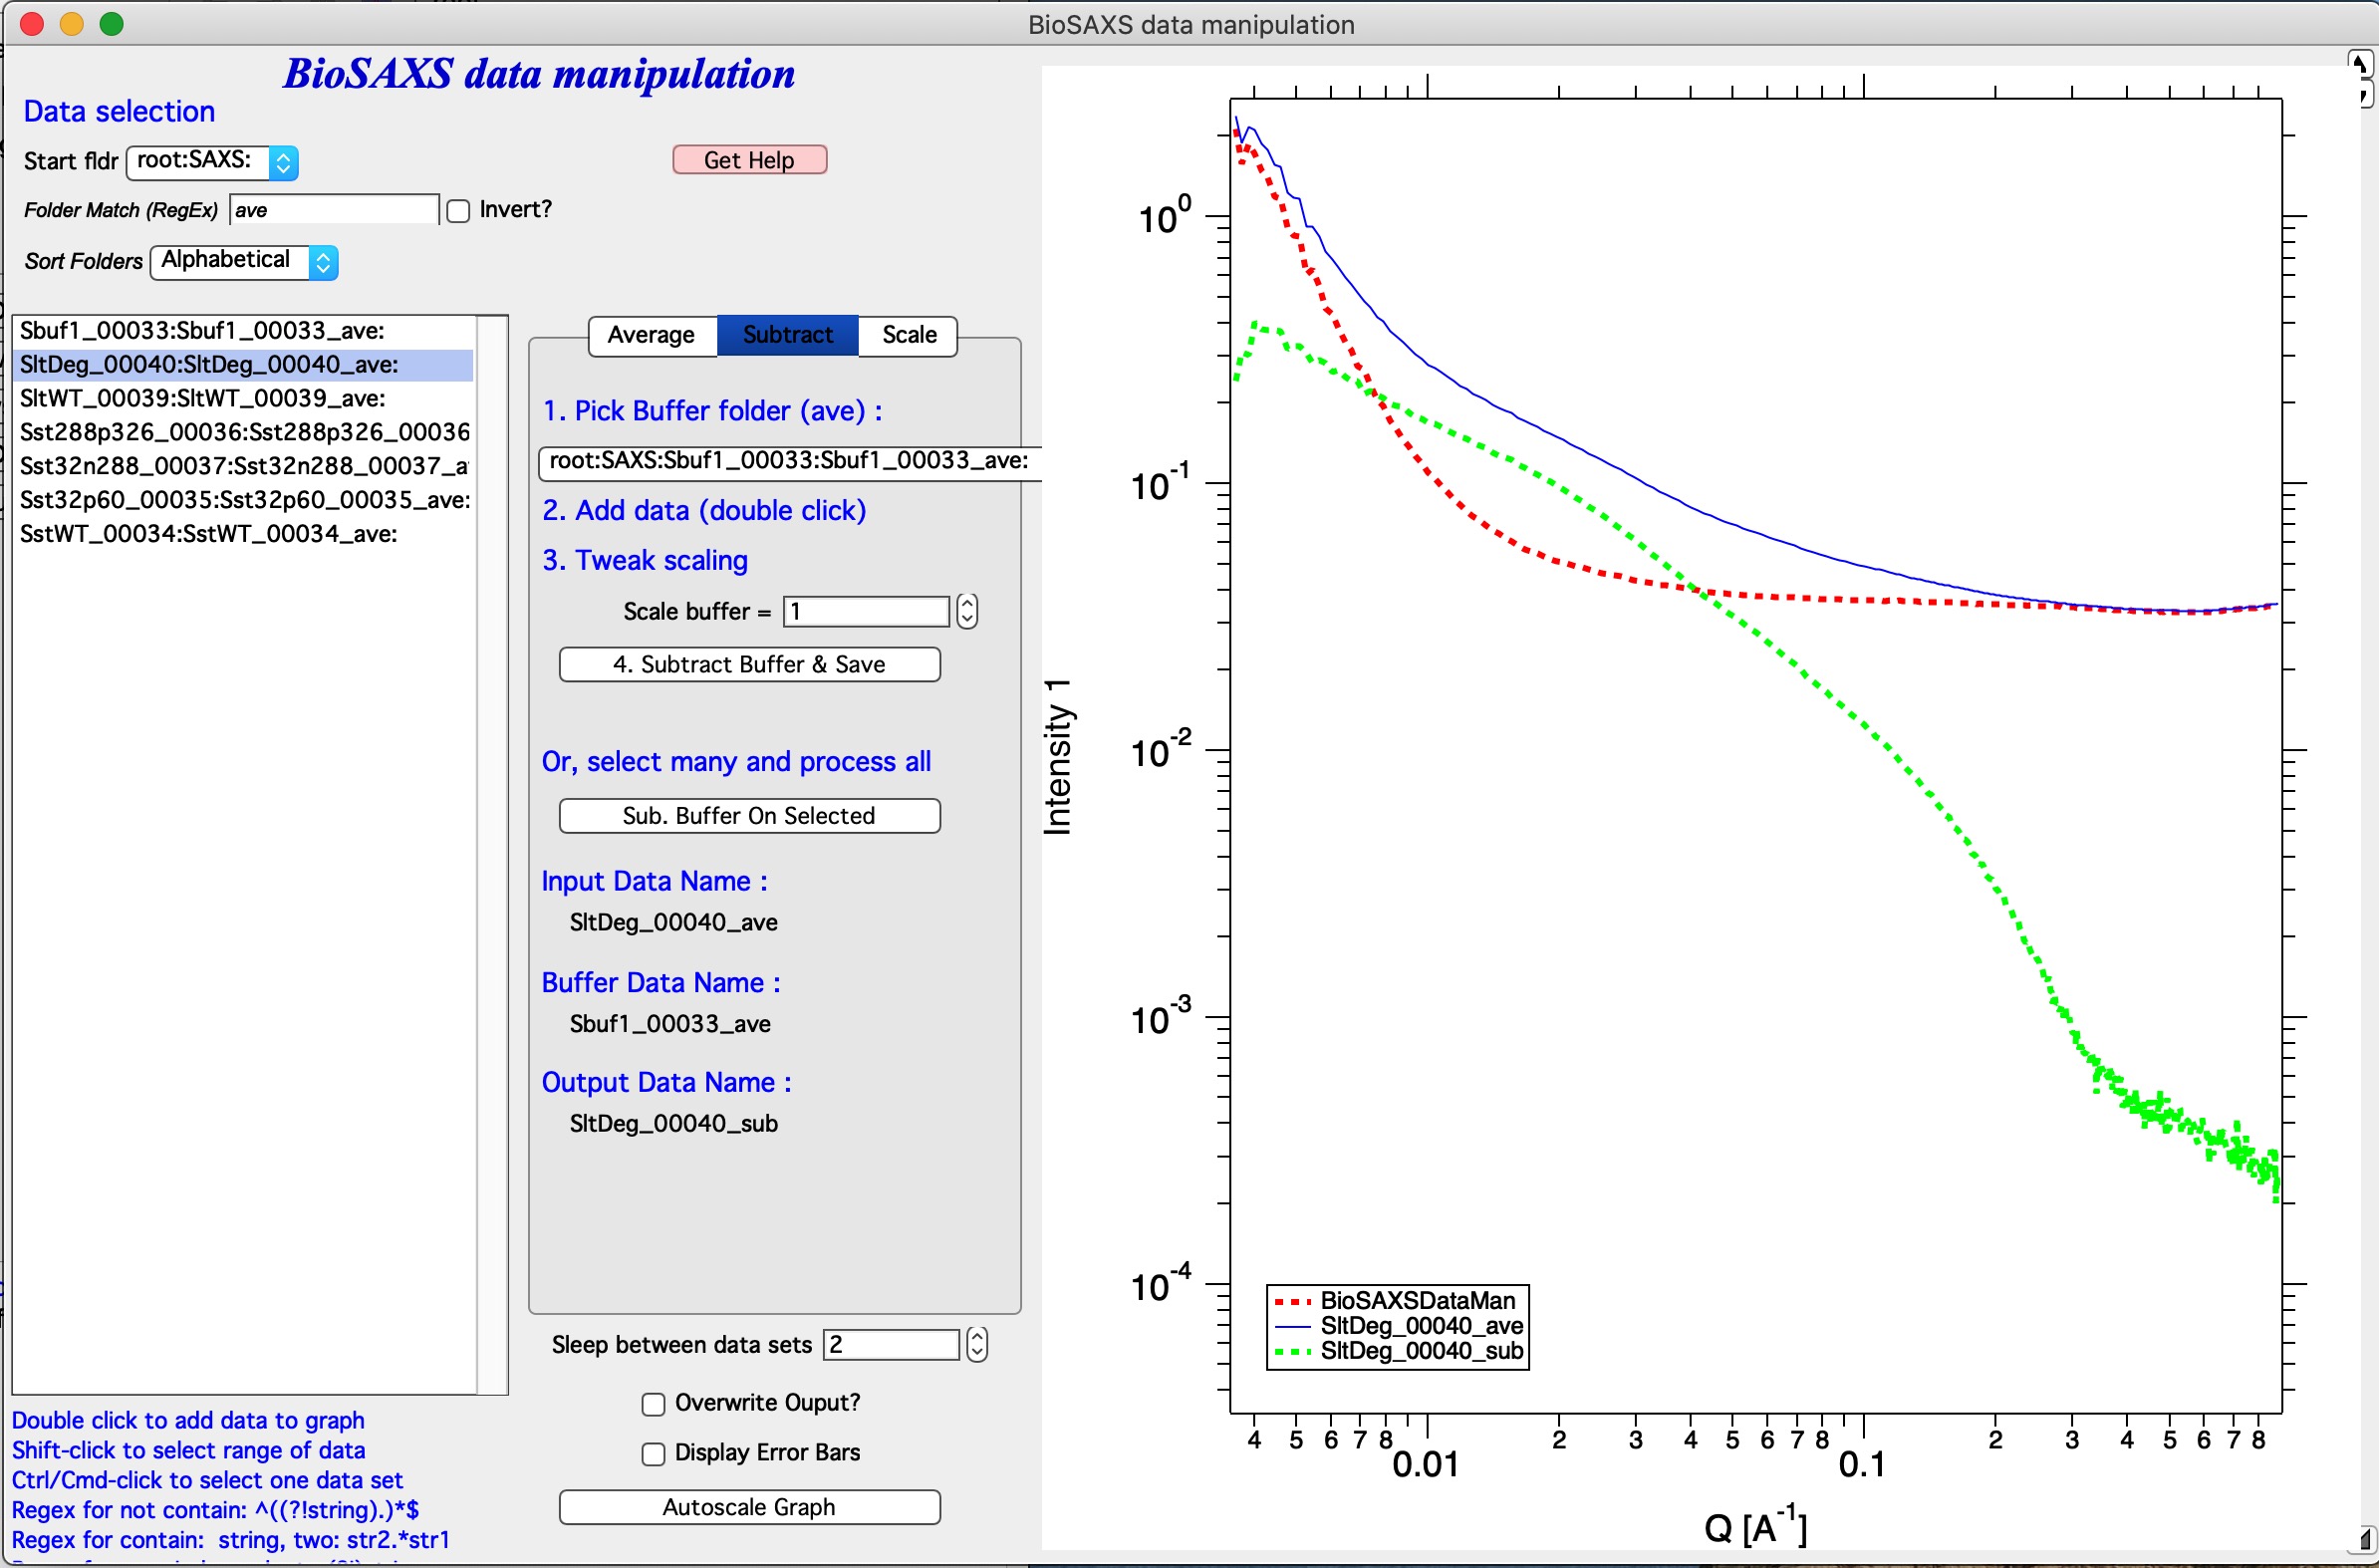 BioSAXS data manipulation
BioSAXS data manipulation
Data selection
Start fldr root:SAXS:
Get Help
Folder Match (RegEx) ave Invert?
Sort Folders Alphabetical
Sbuf1_00033:Sbuf1_00033_ave:
SltDeg_00040:SltDeg_00040_ave:
SltWT_00039:SltWT_00039_ave:
Sst288p326_00036:Sst288p326_00036
Sst32n288_00037:Sst32n288_00037_a
Sst32p60_00035:Sst32p60_00035_ave:
SstWT_00034:SstWT_00034_ave:
Double click to add data to graph
Shift-click to select range of data
Ctrl/Cmd-click to select one data set
Regex for not contain: ^((?!string).)*$
Regex for contain:  string, two: str2.*str1
Average Subtract Scale
1. Pick Buffer folder (ave) :
root:SAXS:Sbuf1_00033:Sbuf1_00033_ave:
2. Add data (double click)
3. Tweak scaling
Scale buffer = 1
4. Subtract Buffer & Save
Or, select many and process all
Sub. Buffer On Selected
Input Data Name :
SltDeg_00040_ave
Buffer Data Name :
Sbuf1_00033_ave
Output Data Name :
SltDeg_00040_sub
Sleep between data sets 2
Overwrite Ouput?
Display Error Bars
Autoscale Graph
Intensity 1
10^0
10^-1
10^-2
10^-3
10^-4
BioSAXSDataMan
SltDeg_00040_ave
SltDeg_00040_sub
4 5 6 7 8 2 3 4 5 6 7 8 2 3 4 5 6 7 8
0.01 0.1
Q [A^-1]